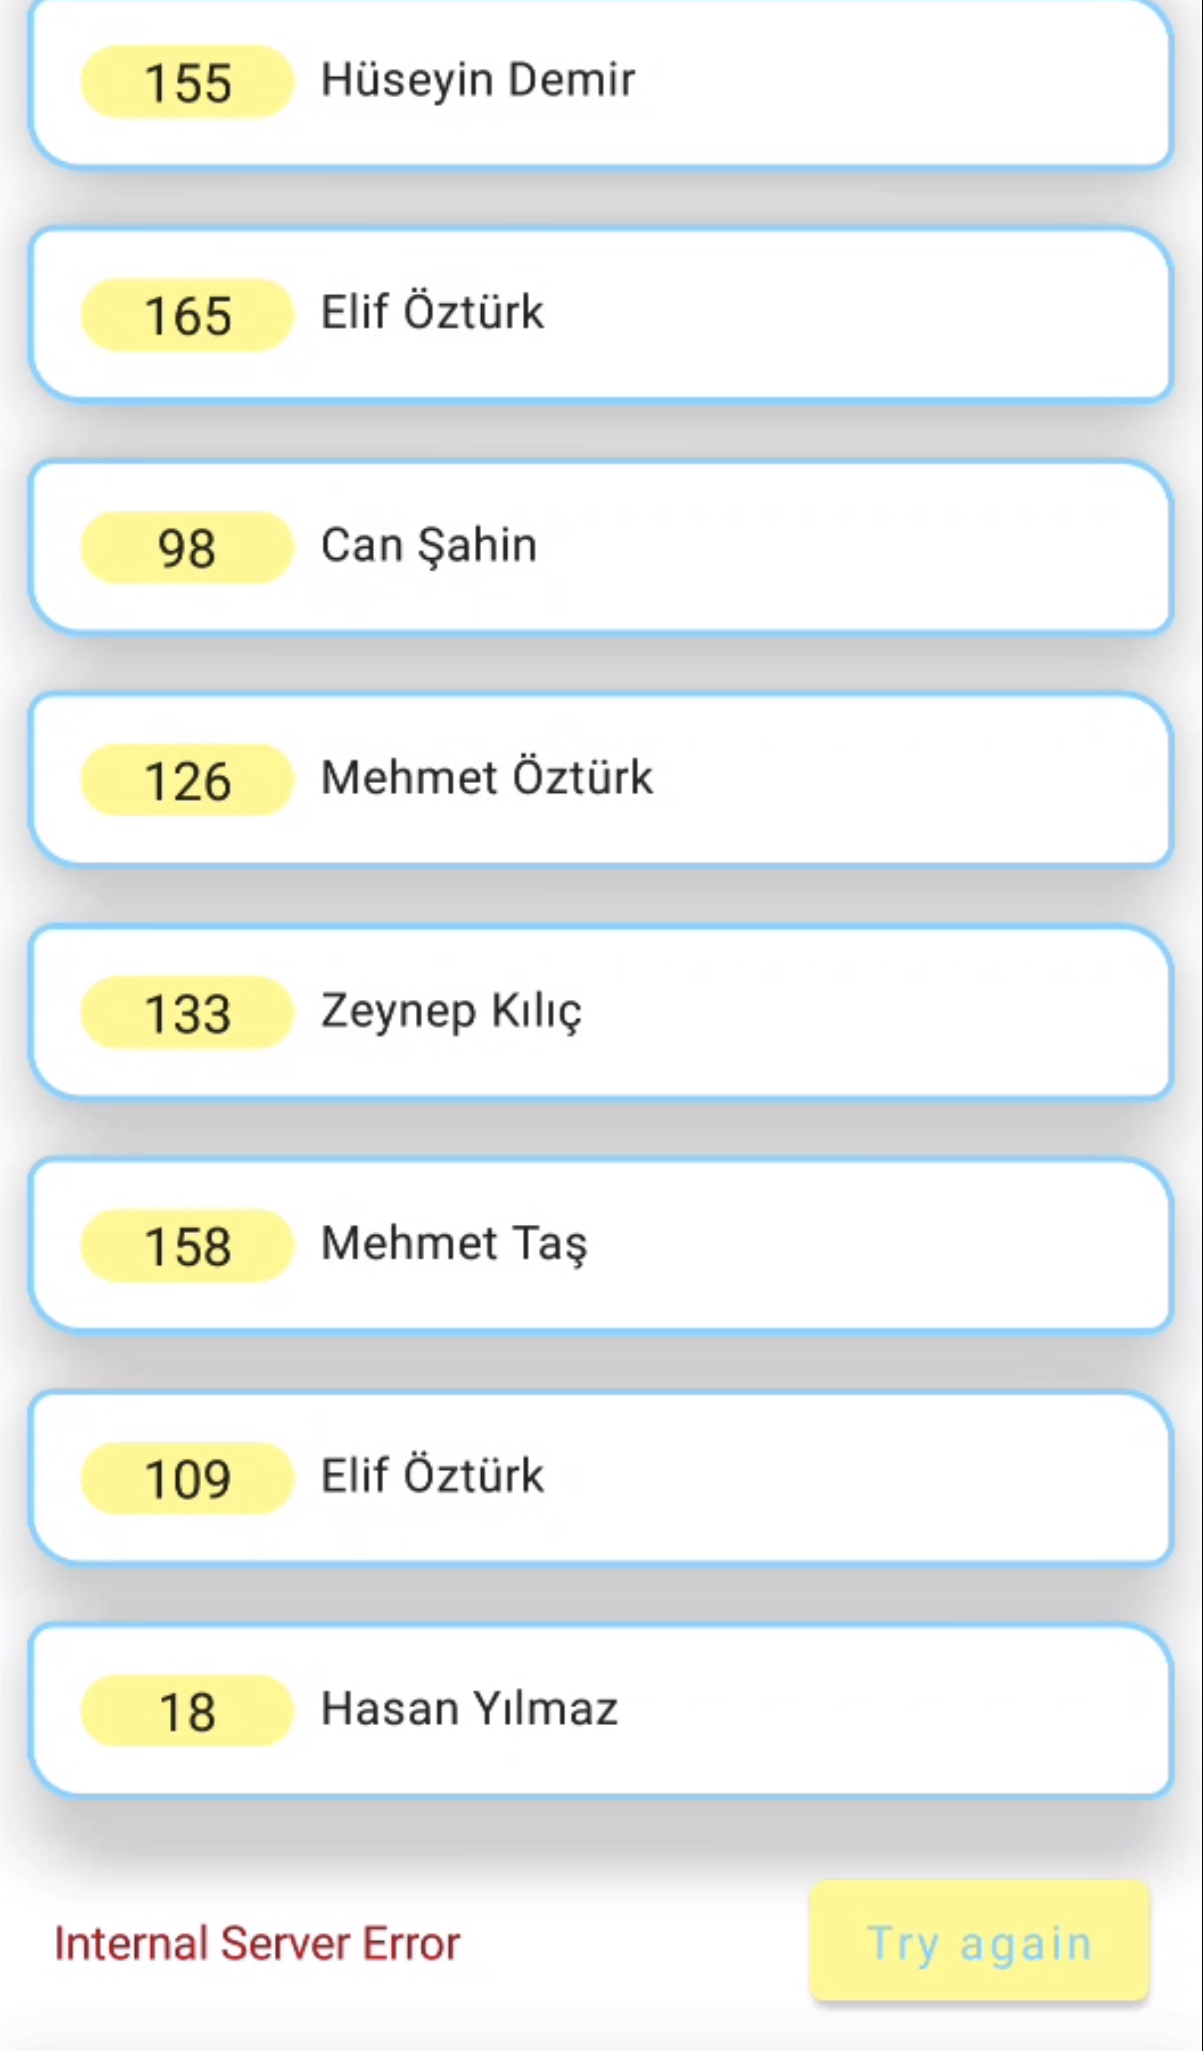 155 Hüseyin Demir
165 Elif Öztürk
98 Can Şahin
126 Mehmet Öztürk
133 Zeynep Kılıç
158 Mehmet Taş
109 Elif Öztürk
18 Hasan Yılmaz
Internal Server Error Try again